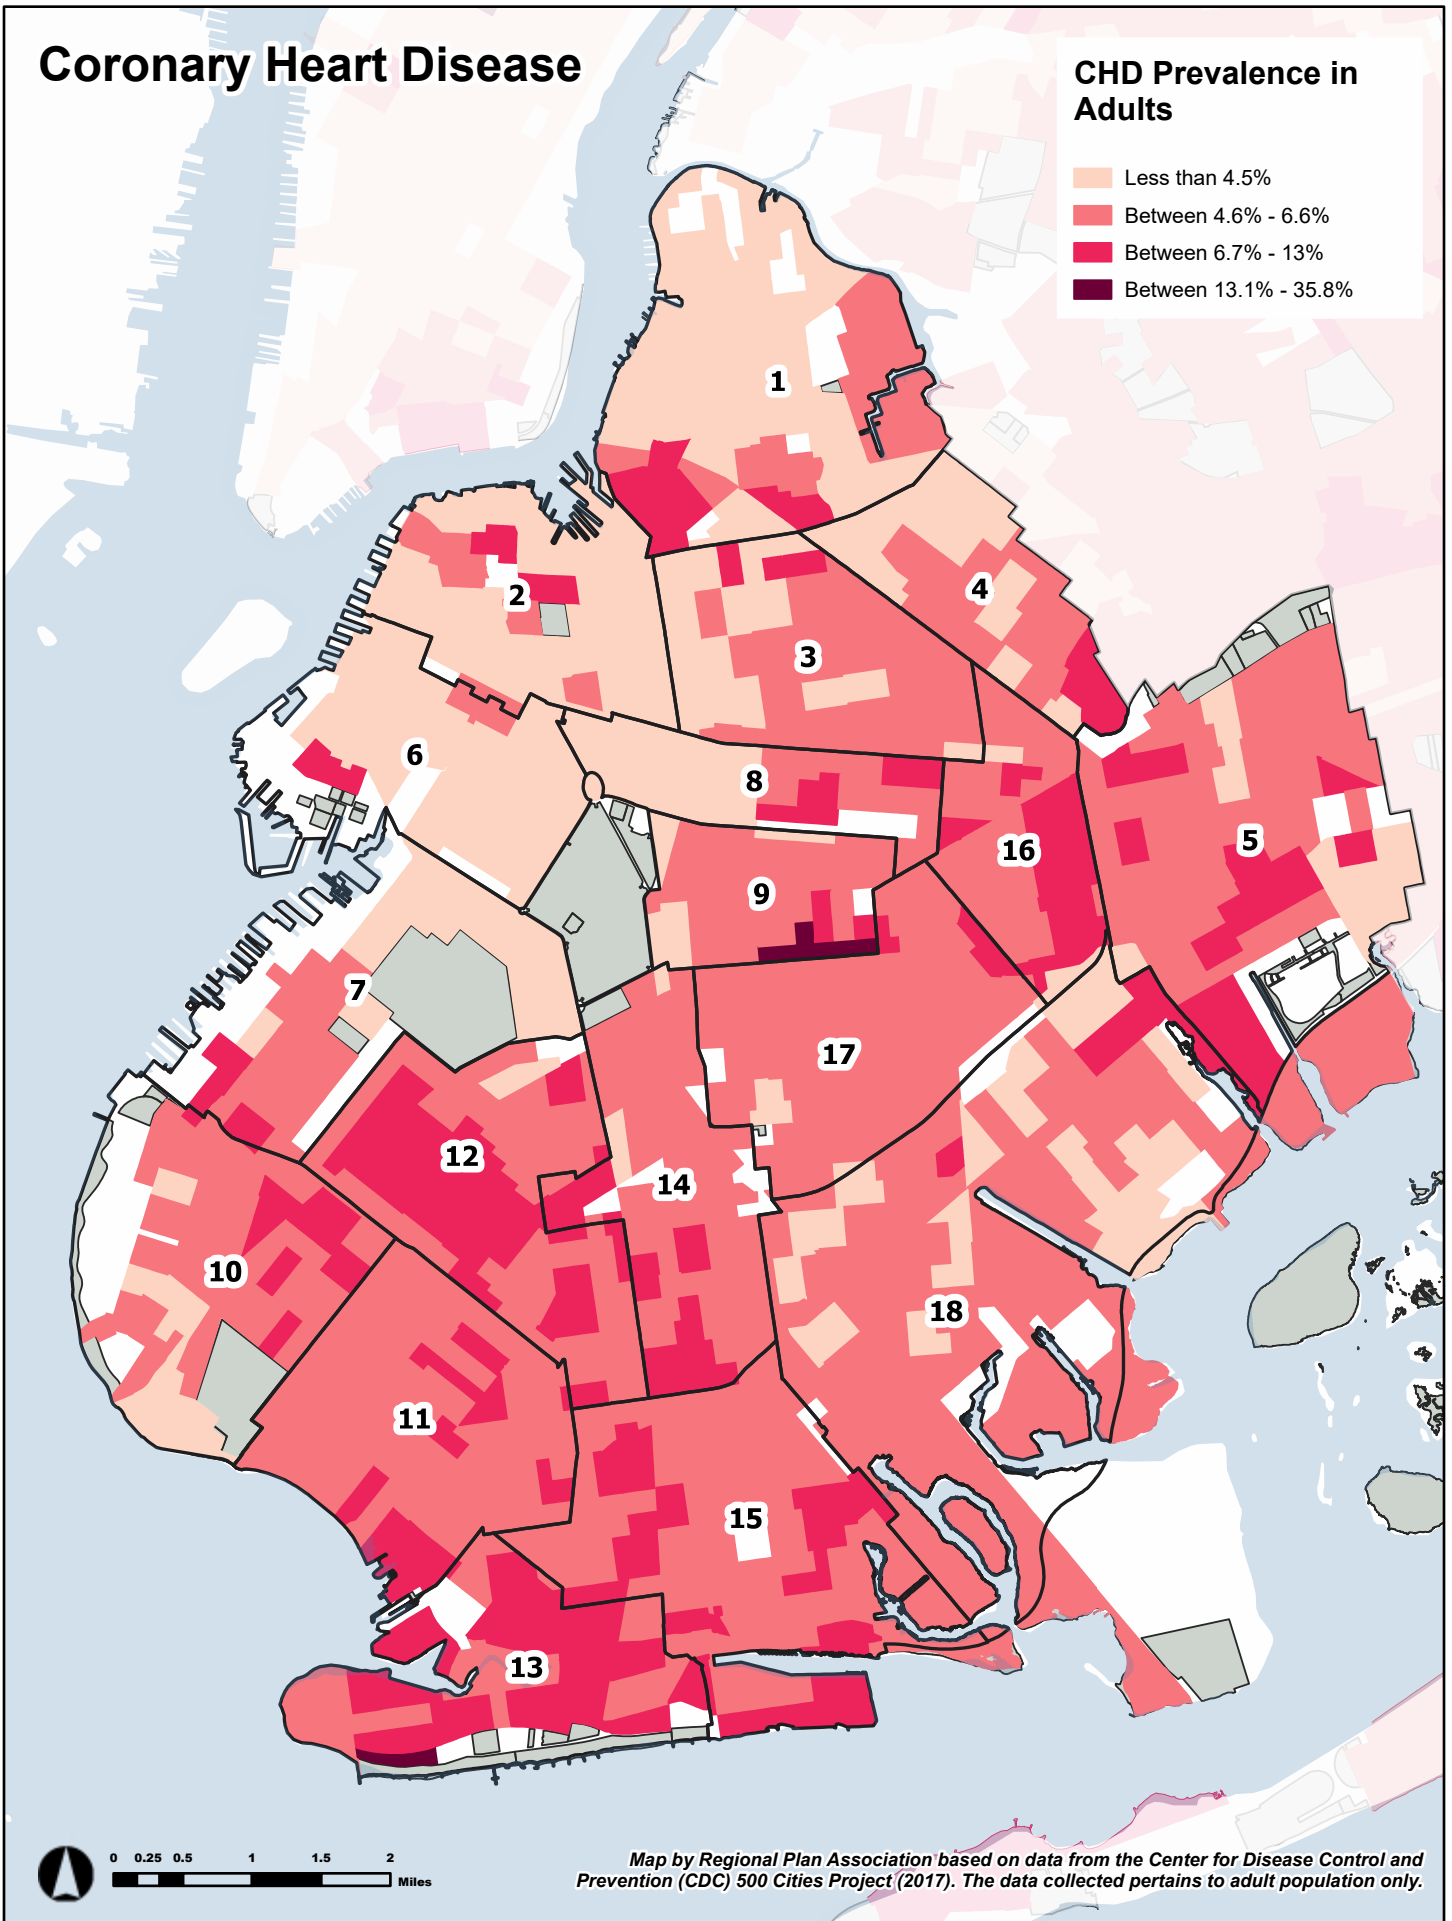 Coronary Heart Disease
CHD Prevalence in
Adults
Less than 4.5%
Between 4.6% - 6.6%
Between 6.7% - 13%
Between 13.1% - 35.8%
1
2
4
3
6
8
5
16
9
7
17
12
14
10
18
11
15
13
0 0.25 0.5 1 1.5 2
Miles
Map by Regional Plan Association based on data from the Center for Disease Control and
Prevention (CDC) 500 Cities Project (2017). The data collected pertains to adult population only.